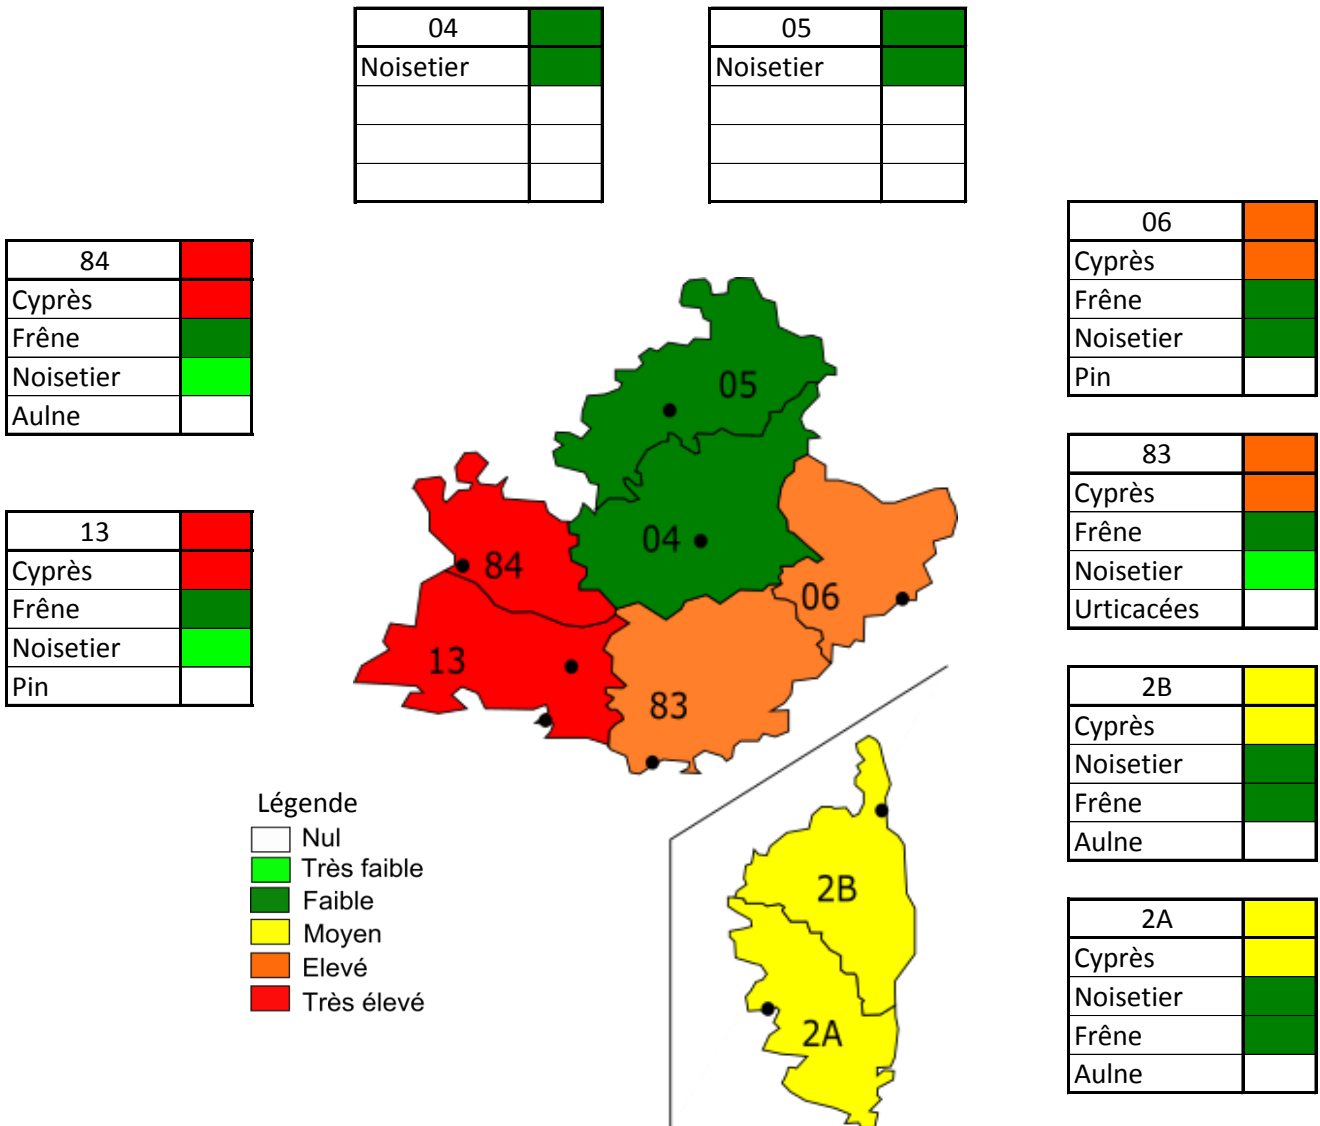 04
Noisetier
05
Noisetier
84
Cyprès
Frêne
Noisetier
Aulne
13
Cyprès
Frêne
Noisetier
Pin
06
Cyprès
Frêne
Noisetier
Pin
83
Cyprès
Frêne
Noisetier
Urticacées
2B
Cyprès
Noisetier
Frêne
Aulne
2A
Cyprès
Noisetier
Frêne
Aulne
05
04
84
06
13
83
2B
2A
Légende
Nul
Très faible
Faible
Moyen
Elevé
Très élevé